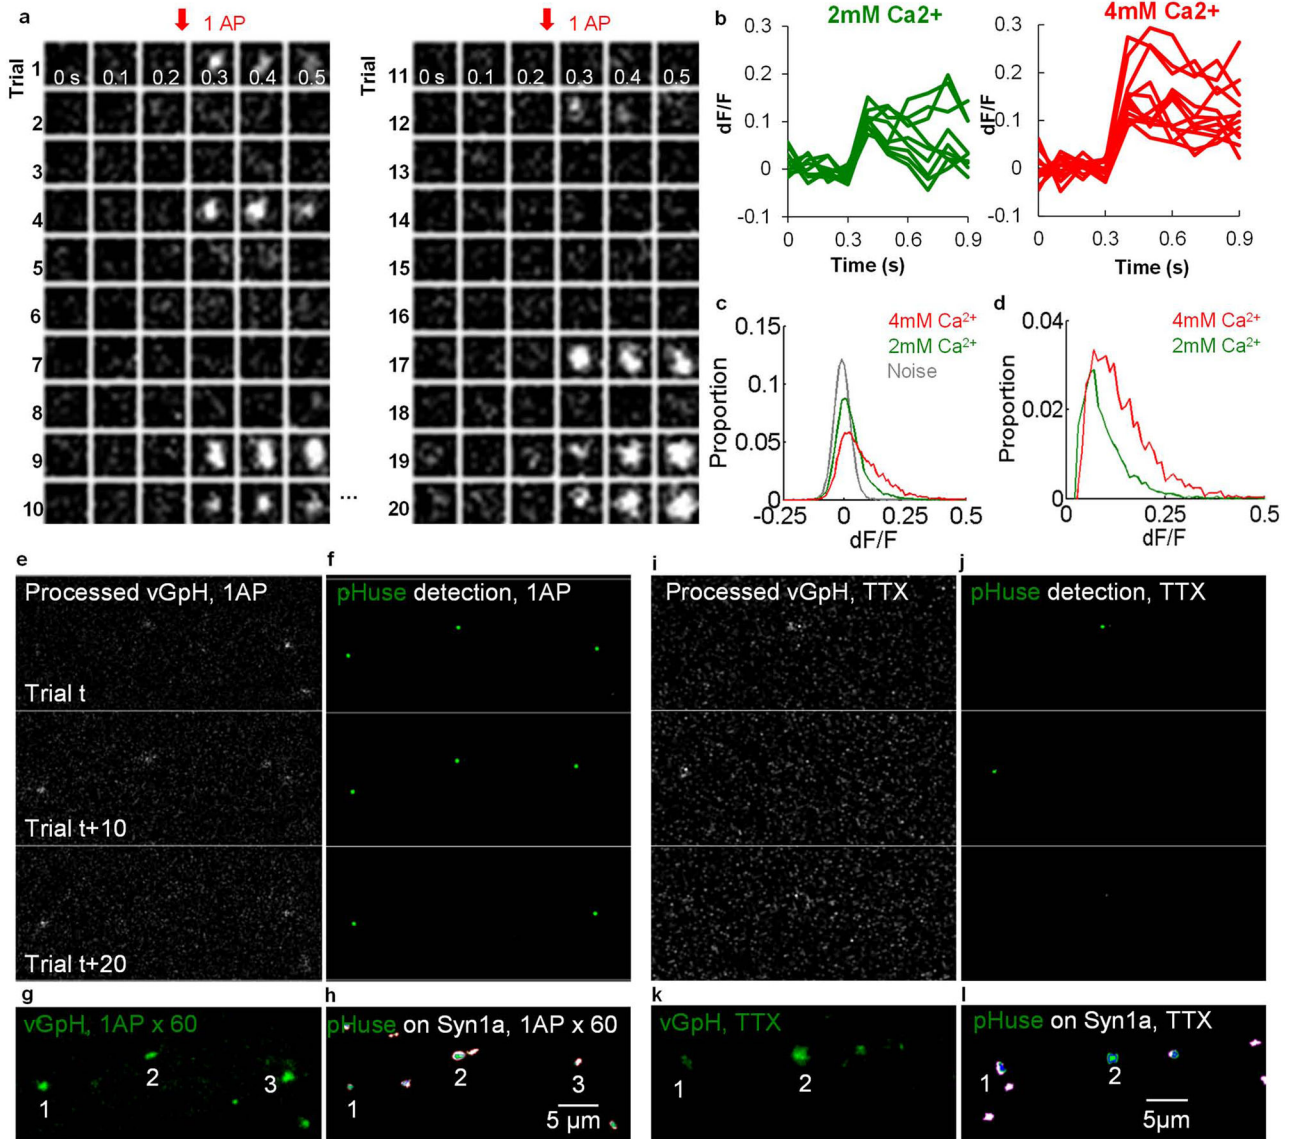 a
1 AP
1 AP
Trial
1
0 s
0.1
0.2
0.3
0.4
0.5
2
3
4
5
6
7
8
9
10
...
Trial
11
0 s
0.1
0.2
0.3
0.4
0.5
12
13
14
15
16
17
18
19
20
b
2mM Ca2+
4mM Ca2+
dF/F
0.3
0.2
0.1
0
-0.1
0
0.3
0.6
0.9
Time (s)
dF/F
0.3
0.2
0.1
0
-0.1
0
0.3
0.6
0.9
Time (s)
c
4mM Ca²⁺
2mM Ca²⁺
Noise
Proportion
0.15
0.1
0.05
0
-0.25
0
0.25
0.5
dF/F
d
4mM Ca²⁺
2mM Ca²⁺
Proportion
0.04
0.02
0
0
0.25
0.5
dF/F
e
Processed vGpH, 1AP
Trial t
Trial t+10
Trial t+20
f
pHuse detection, 1AP
i
Processed vGpH, TTX
j
pHuse detection, TTX
g
vGpH, 1AP x 60
1
2
3
h
pHuse on Syn1a, 1AP x 60
1
2
3
5 µm
k
vGpH, TTX
1
2
l
pHuse on Syn1a, TTX
1
2
5µm